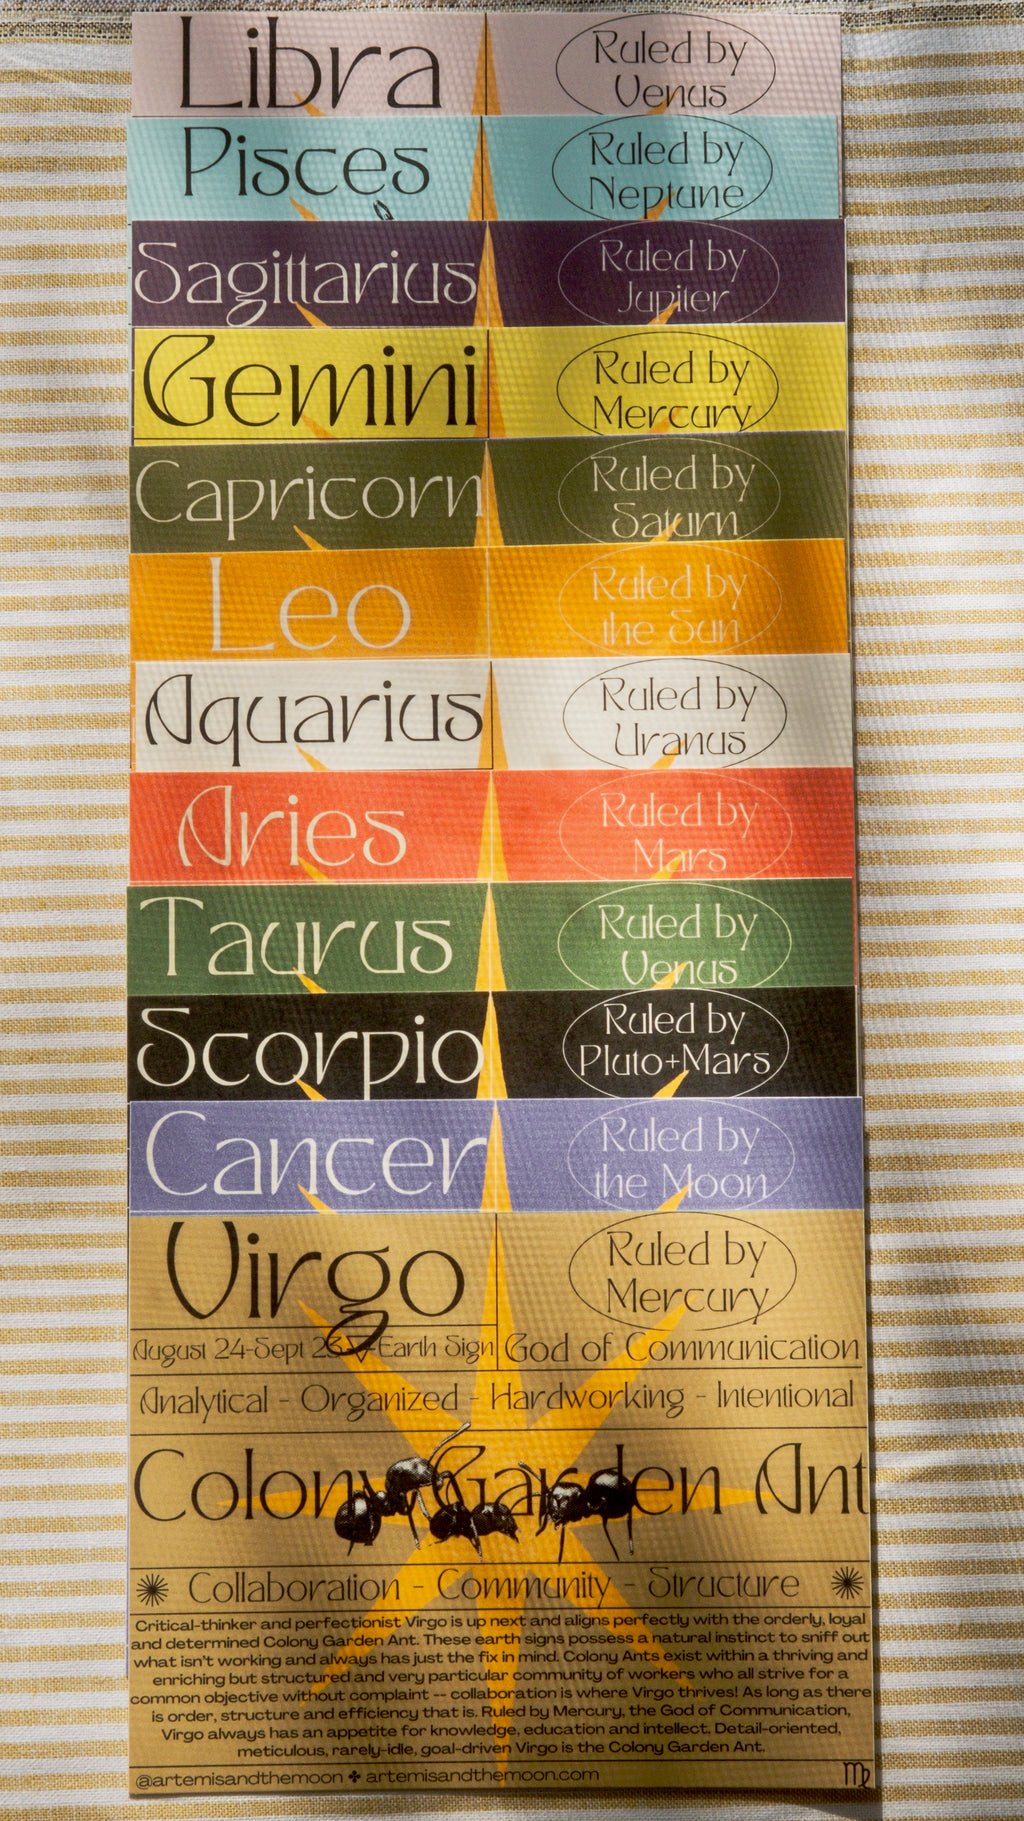 Libra
Ruled by
Venus
Pisces
Ruled by
Neptune
Sagittarius
Ruled by
Jupiter
Gemini
Ruled by
Mercury
Capricorn
Ruled by
Saturn
Leo
Ruled by
the Sun
Aquarius
Ruled by
Uranus
Aries
Ruled by
Mars
Taurus
Ruled by
Venus
Scorpio
Ruled by
Pluto+Mars
Cancer
Ruled by
the Moon
Virgo
Ruled by
Mercury
August 24-Sept 23 Earth Sign
God of Communication
Analytical - Organized - Hardworking - Intentional
Colony Garden Ant
Collaboration - Community - Structure
Critical-thinker and perfectionist Virgo is up next and aligns perfectly with the orderly, loyal
and determined Colony Garden Ant. These earth signs possess a natural instinct to sniff out
what isn't working and always has just the fix in mind. Colony Ants exist within a thriving and
enriching but structured and very particular community of workers who all strive for a
common objective without complaint -- collaboration is where Virgo thrives! As long as there
is order, structure and efficiency that is. Ruled by Mercury, the God of Communication,
Virgo always has an appetite for knowledge, education and intellect. Detail-oriented,
meticulous, rarely-idle, goal-driven Virgo is the Colony Garden Ant.
@artemisandthemoon ✤ artemisandthemoon.com ♍